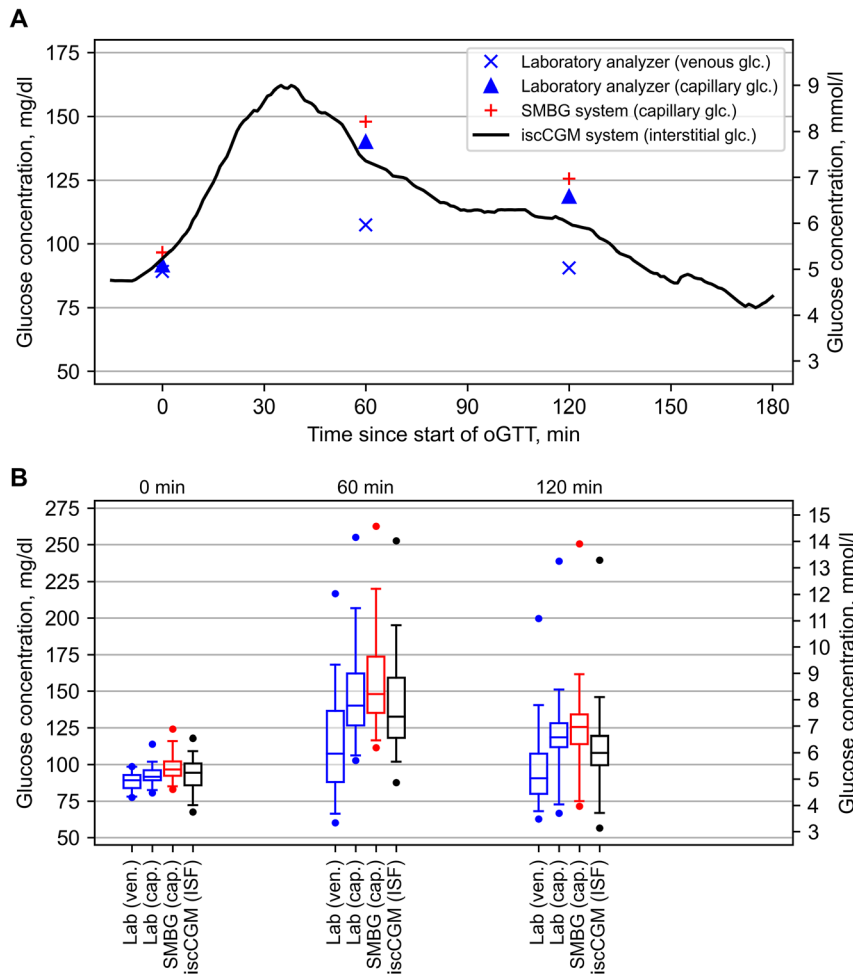 A
Glucose concentration, mg/dl
175
150
125
100
75
50
Laboratory analyzer (venous glc.)
Laboratory analyzer (capillary glc.)
SMBG system (capillary glc.)
iscCGM system (interstitial glc.)
9
8
7
6
5
4
3
Glucose concentration, mmol/l
0 30 60 90 120 150 180
Time since start of oGTT, min
B
0 min 60 min 120 min
Glucose concentration, mg/dl
275
250
225
200
175
150
125
100
75
50
15
14
13
12
11
10
9
8
7
6
5
4
3
Glucose concentration, mmol/l
Lab (ven.)
Lab (cap.)
SMBG (cap.)
iscCGM (ISF)
Lab (ven.)
Lab (cap.)
SMBG (cap.)
iscCGM (ISF)
Lab (ven.)
Lab (cap.)
SMBG (cap.)
iscCGM (ISF)